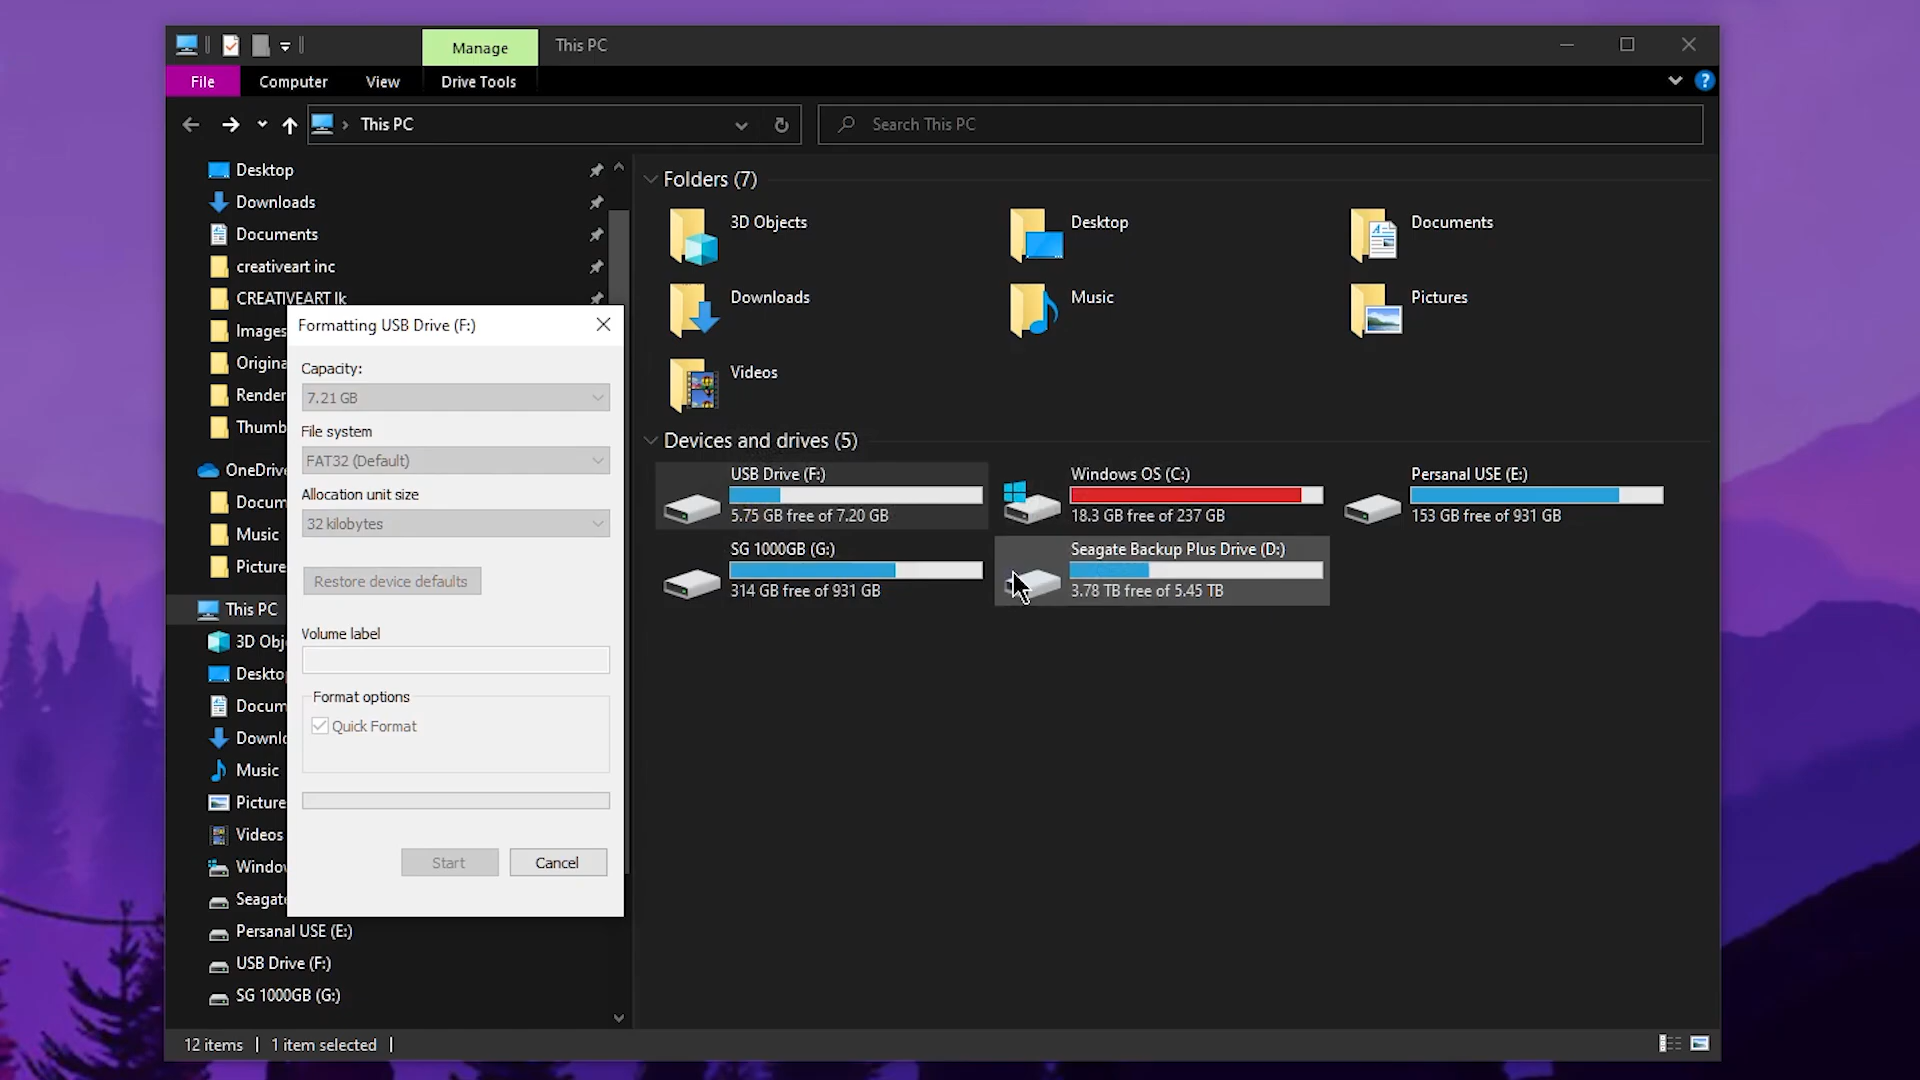 Manage
This PC
File
Computer
View
Drive Tools
?
This PC
Search This PC
Desktop
Downloads
Documents
creativeart inc
CREATIVEART lk
Images
Origina
Render
Thumb
OneDrive
Docum
Music
Picture
This PC
3D Obj
Deskto
Docum
Downlo
Music
Picture
Videos
Windov
Seagate
Persanal USE (E:)
USB Drive (F:)
SG 1000GB (G:)
Formatting USB Drive (F:)
Capacity:
7.21 GB
File system
FAT32 (Default)
Allocation unit size
32 kilobytes
Restore device defaults
Volume label
Format options
Quick Format
Start
Cancel
Folders (7)
3D Objects
Desktop
Documents
Downloads
Music
Pictures
Videos
Devices and drives (5)
USB Drive (F:)
5.75 GB free of 7.20 GB
Windows OS (C:)
18.3 GB free of 237 GB
Persanal USE (E:)
153 GB free of 931 GB
SG 1000GB (G:)
314 GB free of 931 GB
Seagate Backup Plus Drive (D:)
3.78 TB free of 5.45 TB
12 items
1 item selected